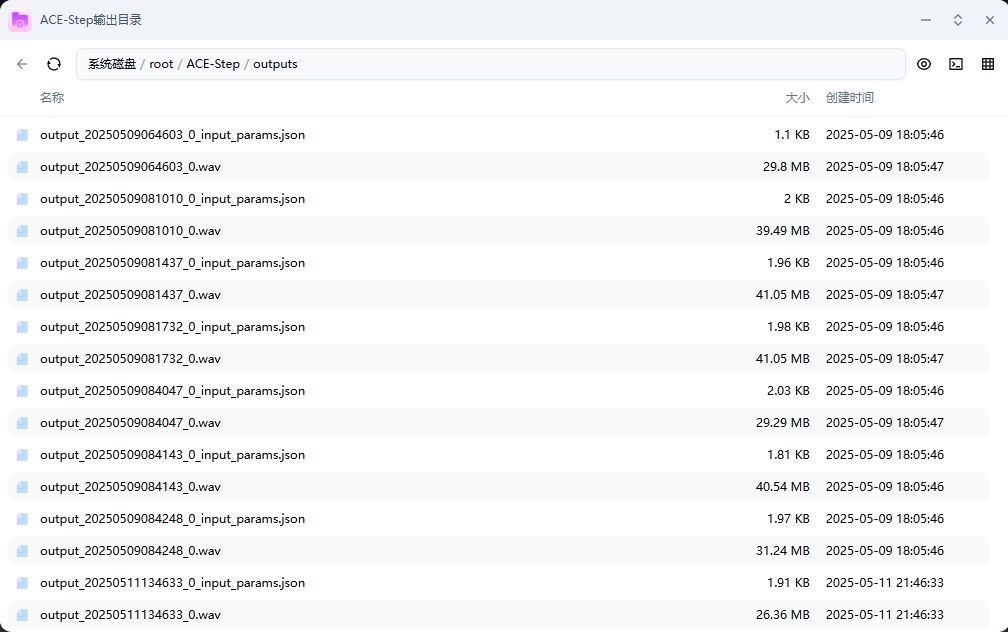 ACE-Step输出目录
系统磁盘 / root / ACE-Step / outputs
名称 大小 创建时间
output_20250509064603_0_input_params.json 1.1 KB 2025-05-09 18:05:46
output_20250509064603_0.wav 29.8 MB 2025-05-09 18:05:47
output_20250509081010_0_input_params.json 2 KB 2025-05-09 18:05:46
output_20250509081010_0.wav 39.49 MB 2025-05-09 18:05:46
output_20250509081437_0_input_params.json 1.96 KB 2025-05-09 18:05:46
output_20250509081437_0.wav 41.05 MB 2025-05-09 18:05:47
output_20250509081732_0_input_params.json 1.98 KB 2025-05-09 18:05:46
output_20250509081732_0.wav 41.05 MB 2025-05-09 18:05:47
output_20250509084047_0_input_params.json 2.03 KB 2025-05-09 18:05:46
output_20250509084047_0.wav 29.29 MB 2025-05-09 18:05:47
output_20250509084143_0_input_params.json 1.81 KB 2025-05-09 18:05:46
output_20250509084143_0.wav 40.54 MB 2025-05-09 18:05:46
output_20250509084248_0_input_params.json 1.97 KB 2025-05-09 18:05:46
output_20250509084248_0.wav 31.24 MB 2025-05-09 18:05:46
output_20250511134633_0_input_params.json 1.91 KB 2025-05-11 21:46:33
output_20250511134633_0.wav 26.36 MB 2025-05-11 21:46:33